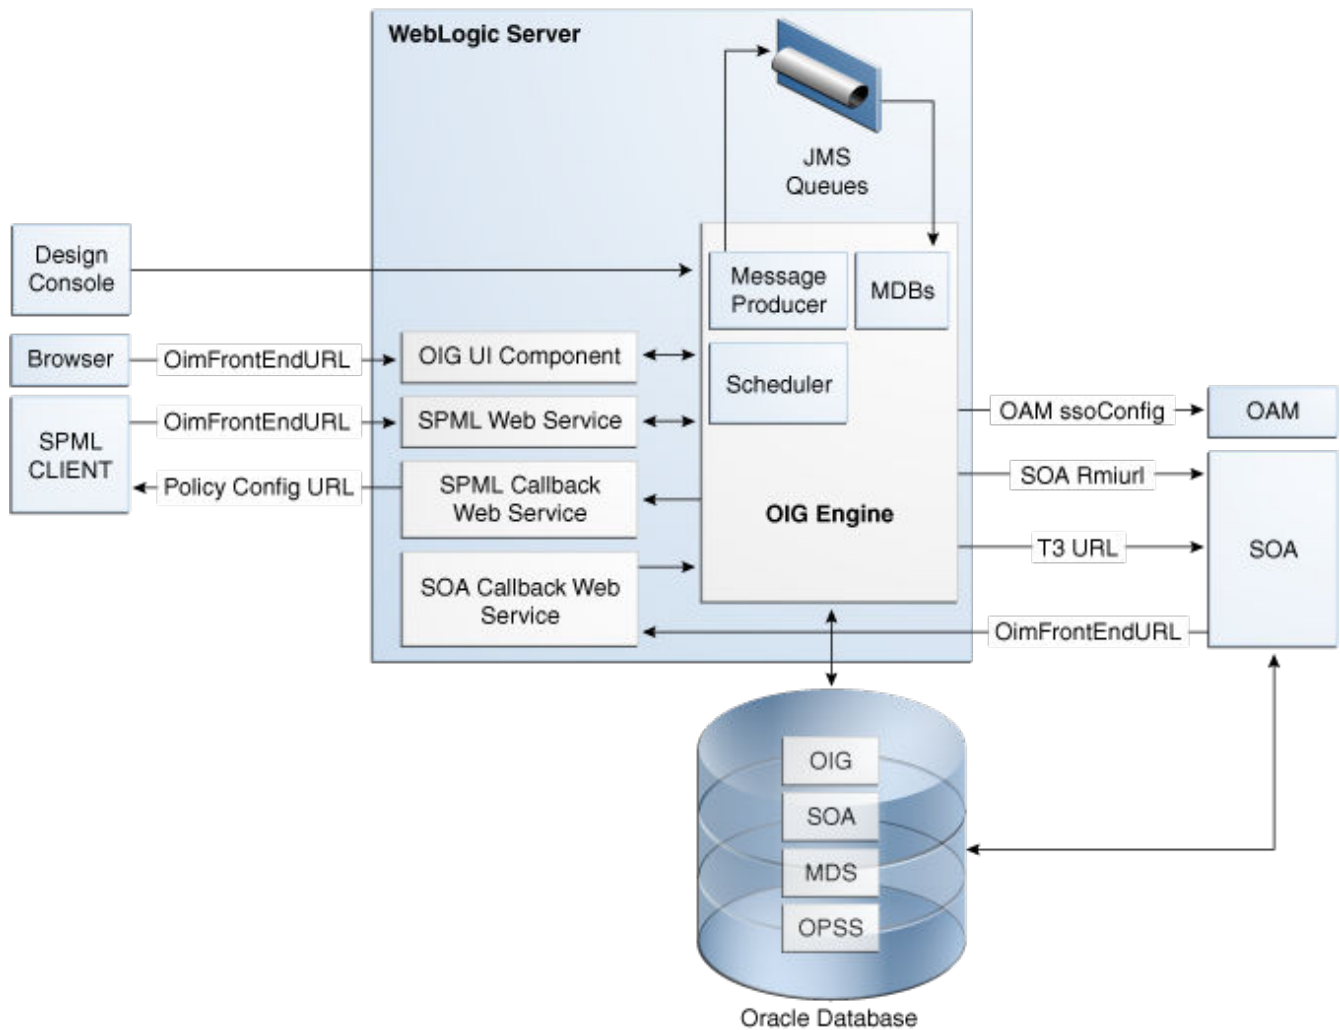 WebLogic Server
JMS
Queues
Design
Console
Message
Producer
MDBs
Browser
OimFrontEndURL
OIG UI Component
Scheduler
SPML
CLIENT
OimFrontEndURL
SPML Web Service
OAM ssoConfig
OAM
Policy Config URL
SPML Callback
Web Service
OIG Engine
SOA Rmiurl
T3 URL
SOA
SOA Callback Web
Service
OimFrontEndURL
OIG
SOA
MDS
OPSS
Oracle Database